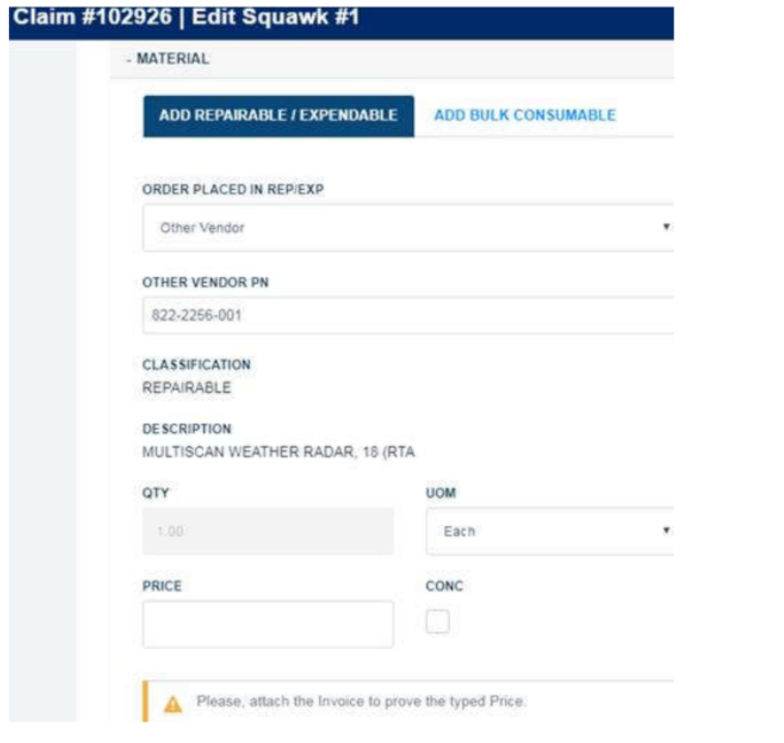 Claim #102926 | Edit Squawk #1
- MATERIAL
ADD REPAIRABLE / EXPENDABLE ADD BULK CONSUMABLE
ORDER PLACED IN REP/EXP
Other Vendor
OTHER VENDOR PN
822-2256-001
CLASSIFICATION
REPAIRABLE
DESCRIPTION
MULTISCAN WEATHER RADAR, 18 (RTA
QTY UOM
1.00 Each
PRICE CONC
Please, attach the Invoice to prove the typed Price.